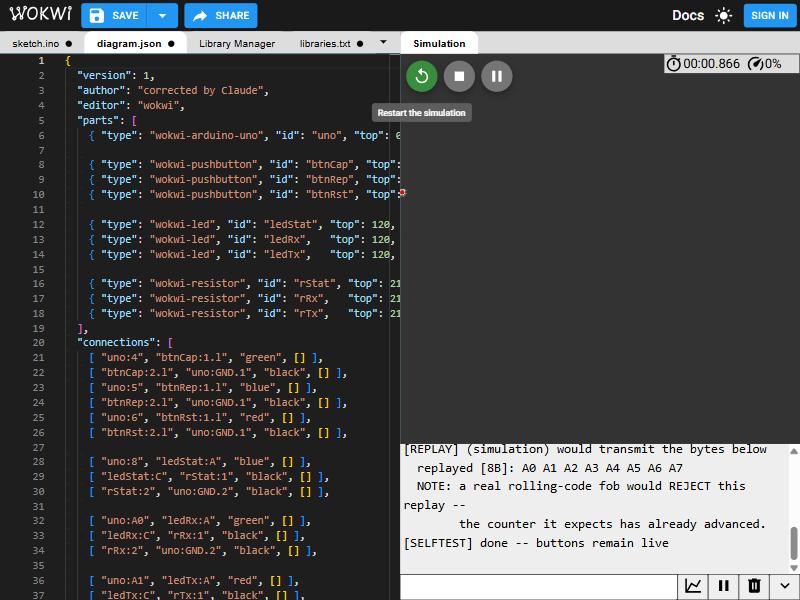 WOKWI
SAVE
SHARE
Docs
SIGN IN
sketch.ino
diagram.json
Library Manager
libraries.txt
Simulation
1 {
2 "version": 1,
3 "author": "corrected by Claude",
4 "editor": "wokwi",
5 "parts": [
6 { "type": "wokwi-arduino-uno", "id": "uno", "top": 0
7
8 { "type": "wokwi-pushbutton", "id": "btnCap", "top":
9 { "type": "wokwi-pushbutton", "id": "btnRep", "top":
10 { "type": "wokwi-pushbutton", "id": "btnRst", "top":
11
12 { "type": "wokwi-led", "id": "ledStat", "top": 120,
13 { "type": "wokwi-led", "id": "ledRx", "top": 120,
14 { "type": "wokwi-led", "id": "ledTx", "top": 120,
15
16 { "type": "wokwi-resistor", "id": "rStat", "top": 21
17 { "type": "wokwi-resistor", "id": "rRx", "top": 21
18 { "type": "wokwi-resistor", "id": "rTx", "top": 21
19 ],
20 "connections": [
21 [ "uno:4", "btnCap:1.l", "green", [] ],
22 [ "btnCap:2.l", "uno:GND.1", "black", [] ],
23 [ "uno:5", "btnRep:1.l", "blue", [] ],
24 [ "btnRep:2.l", "uno:GND.1", "black", [] ],
25 [ "uno:6", "btnRst:1.l", "red", [] ],
26 [ "btnRst:2.l", "uno:GND.1", "black", [] ],
27
28 [ "uno:8", "ledStat:A", "blue", [] ],
29 [ "ledStat:C", "rStat:1", "black", [] ],
30 [ "rStat:2", "uno:GND.2", "black", [] ],
31
32 [ "uno:A0", "ledRx:A", "green", [] ],
33 [ "ledRx:C", "rRx:1", "black", [] ],
34 [ "rRx:2", "uno:GND.2", "black", [] ],
35
36 [ "uno:A1", "ledTx:A", "red", [] ],
37 [ "ledTx:C", "rTx:1", "black", [] ],
00:00.866
0%
Restart the simulation
[REPLAY] (simulation) would transmit the bytes below
replayed [8B]: A0 A1 A2 A3 A4 A5 A6 A7
NOTE: a real rolling-code fob would REJECT this
replay --
the counter it expects has already advanced.
[SELFTEST] done -- buttons remain live